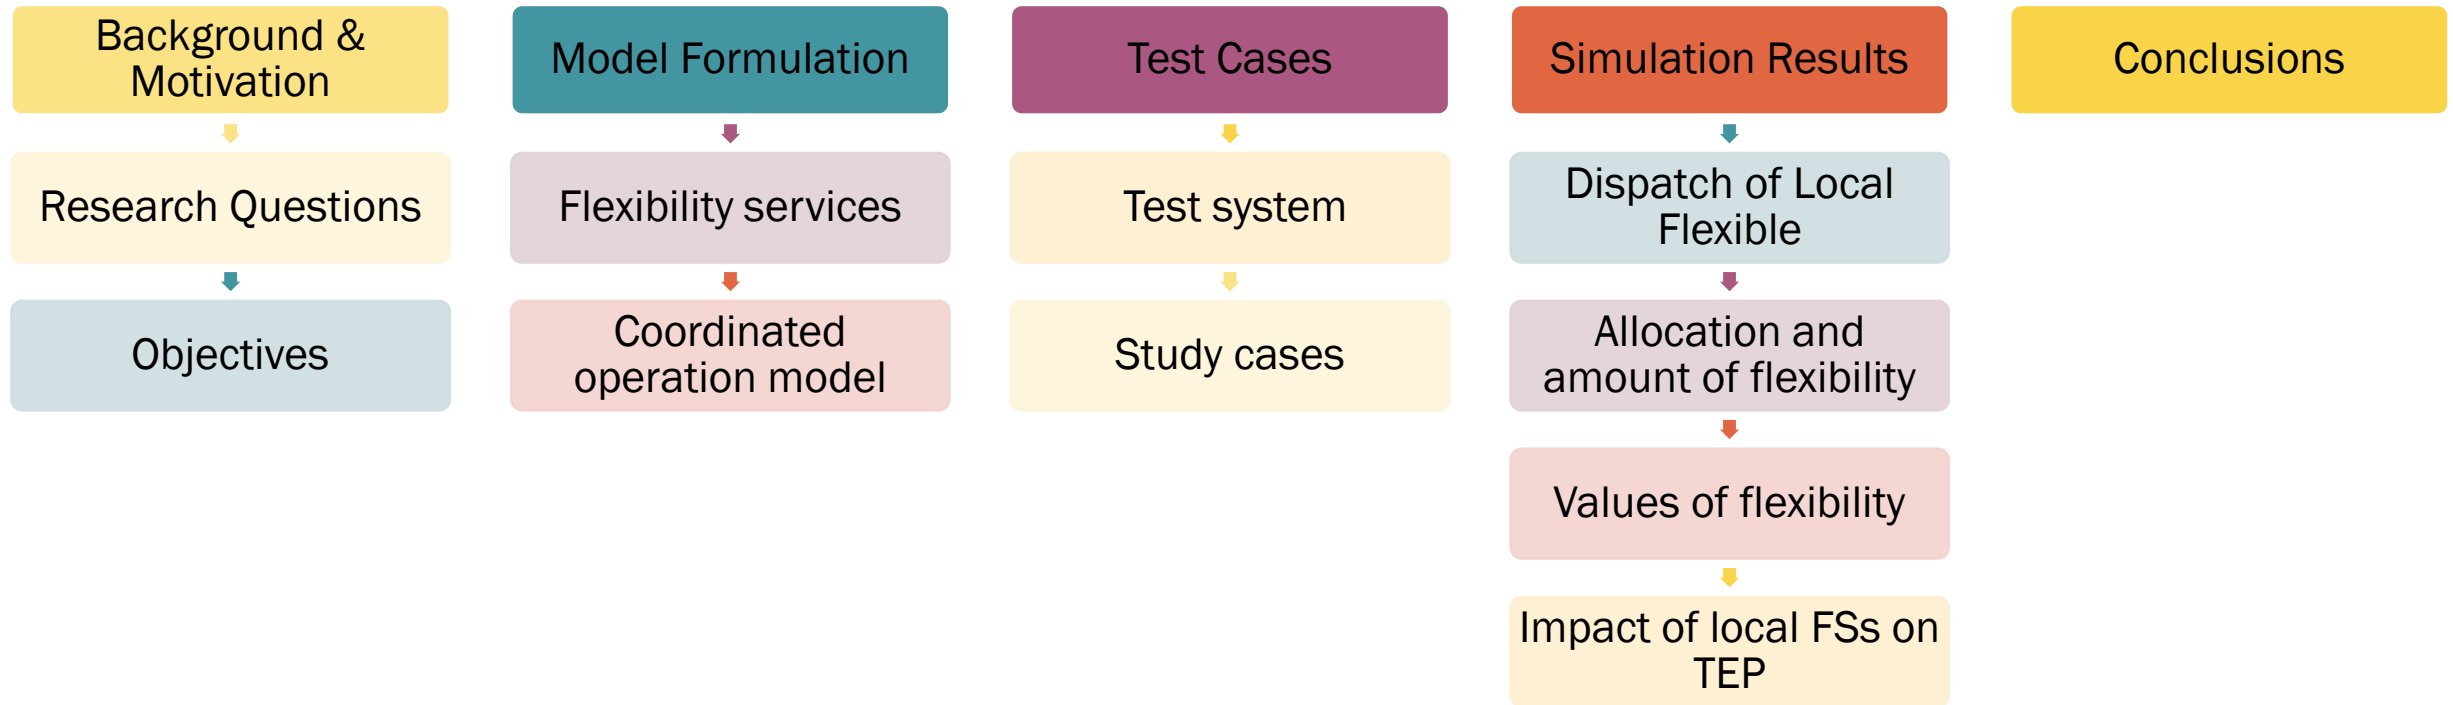 Background &
Motivation
Research Questions
Objectives
Model Formulation
Flexibility services
Coordinated
operation model
Test Cases
Test system
Study cases
Simulation Results
Dispatch of Local
Flexible
Allocation and
amount of flexibility
Values of flexibility
Impact of local FSs on
TEP
Conclusions